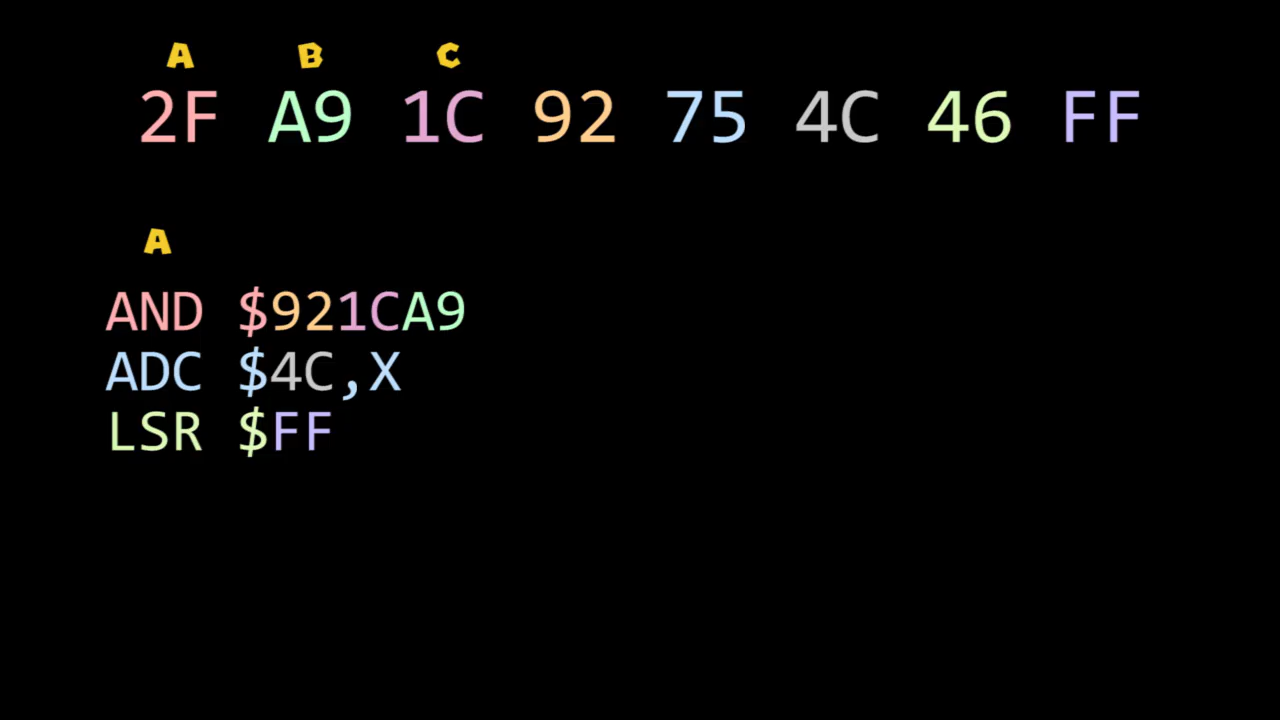 A B C
2F A9 1C 92 75 4C 46 FF
A
AND $921CA9
ADC $4C,X
LSR $FF